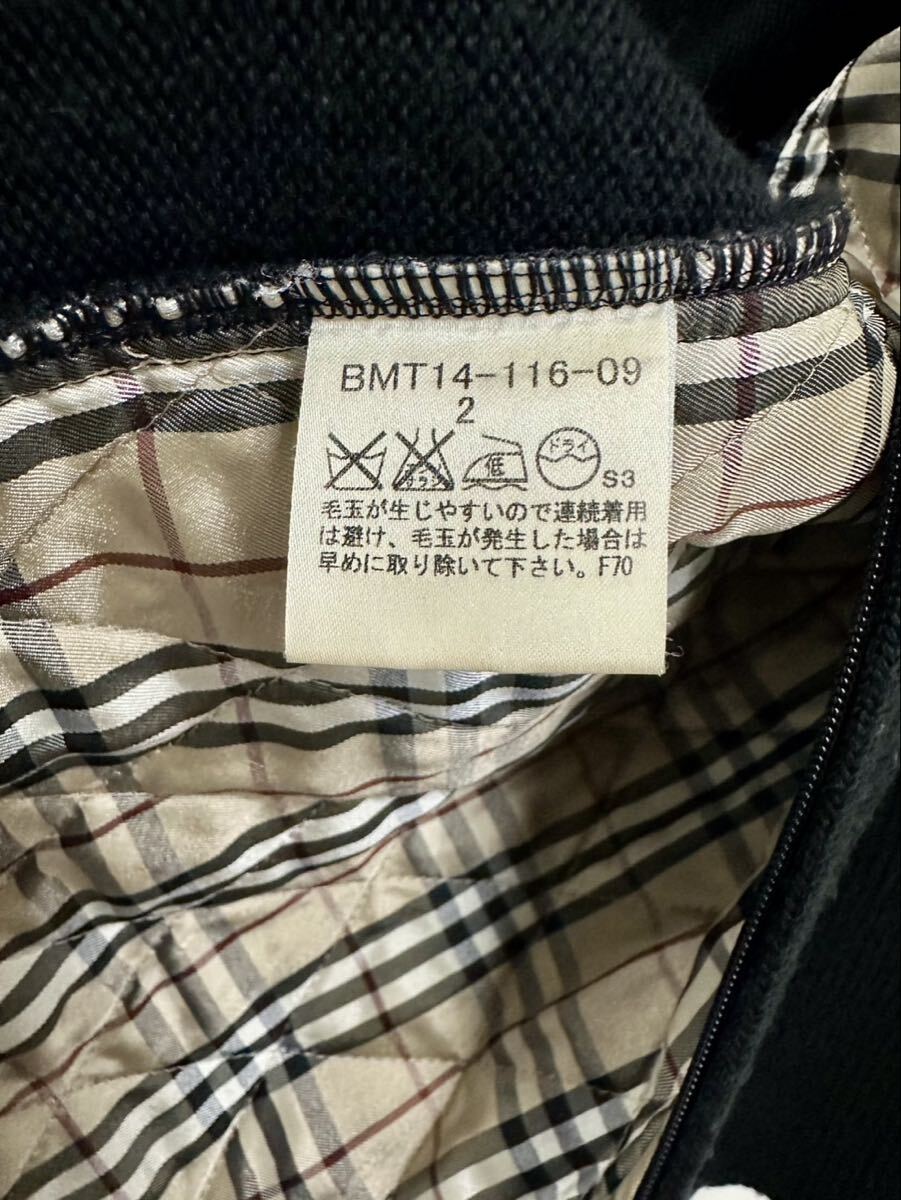 BMT14-116-09
2
低
ドライ
S3
毛玉が生じやすいので連続着用
は避け、毛玉が発生した場合は
早めに取り除いて下さい。F70